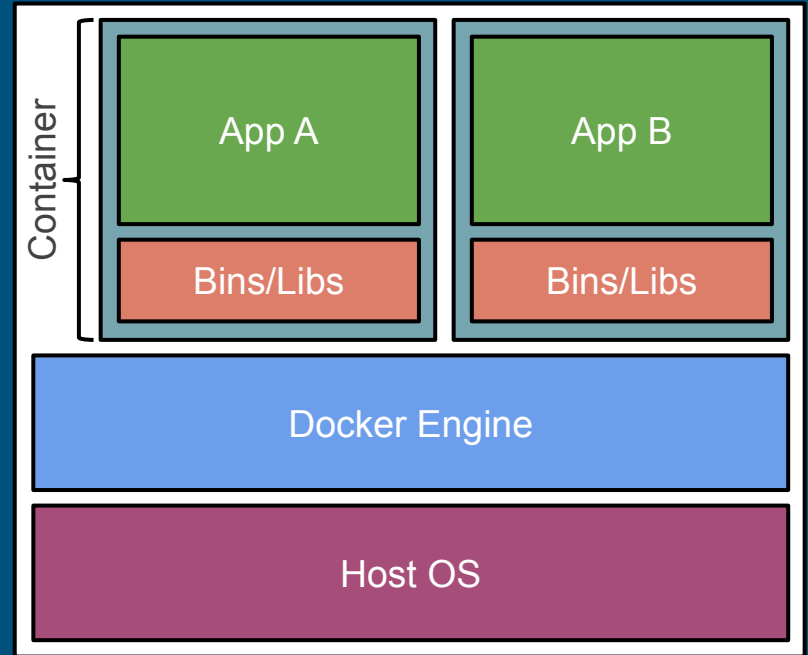 Container
App A
App B
Bins/Libs
Bins/Libs
Docker Engine
Host OS